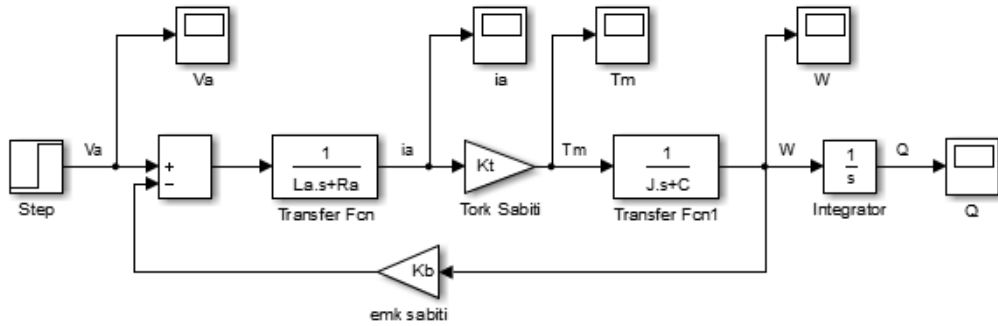 Va
ia
Tm
W
Va
+
−
1
La.s+Ra
ia
Kt
Tm
1
J.s+C
W
1
s
Q
Step
Transfer Fcn
Tork Sabiti
Transfer Fcn1
Integrator
Q
Kb
emk sabiti